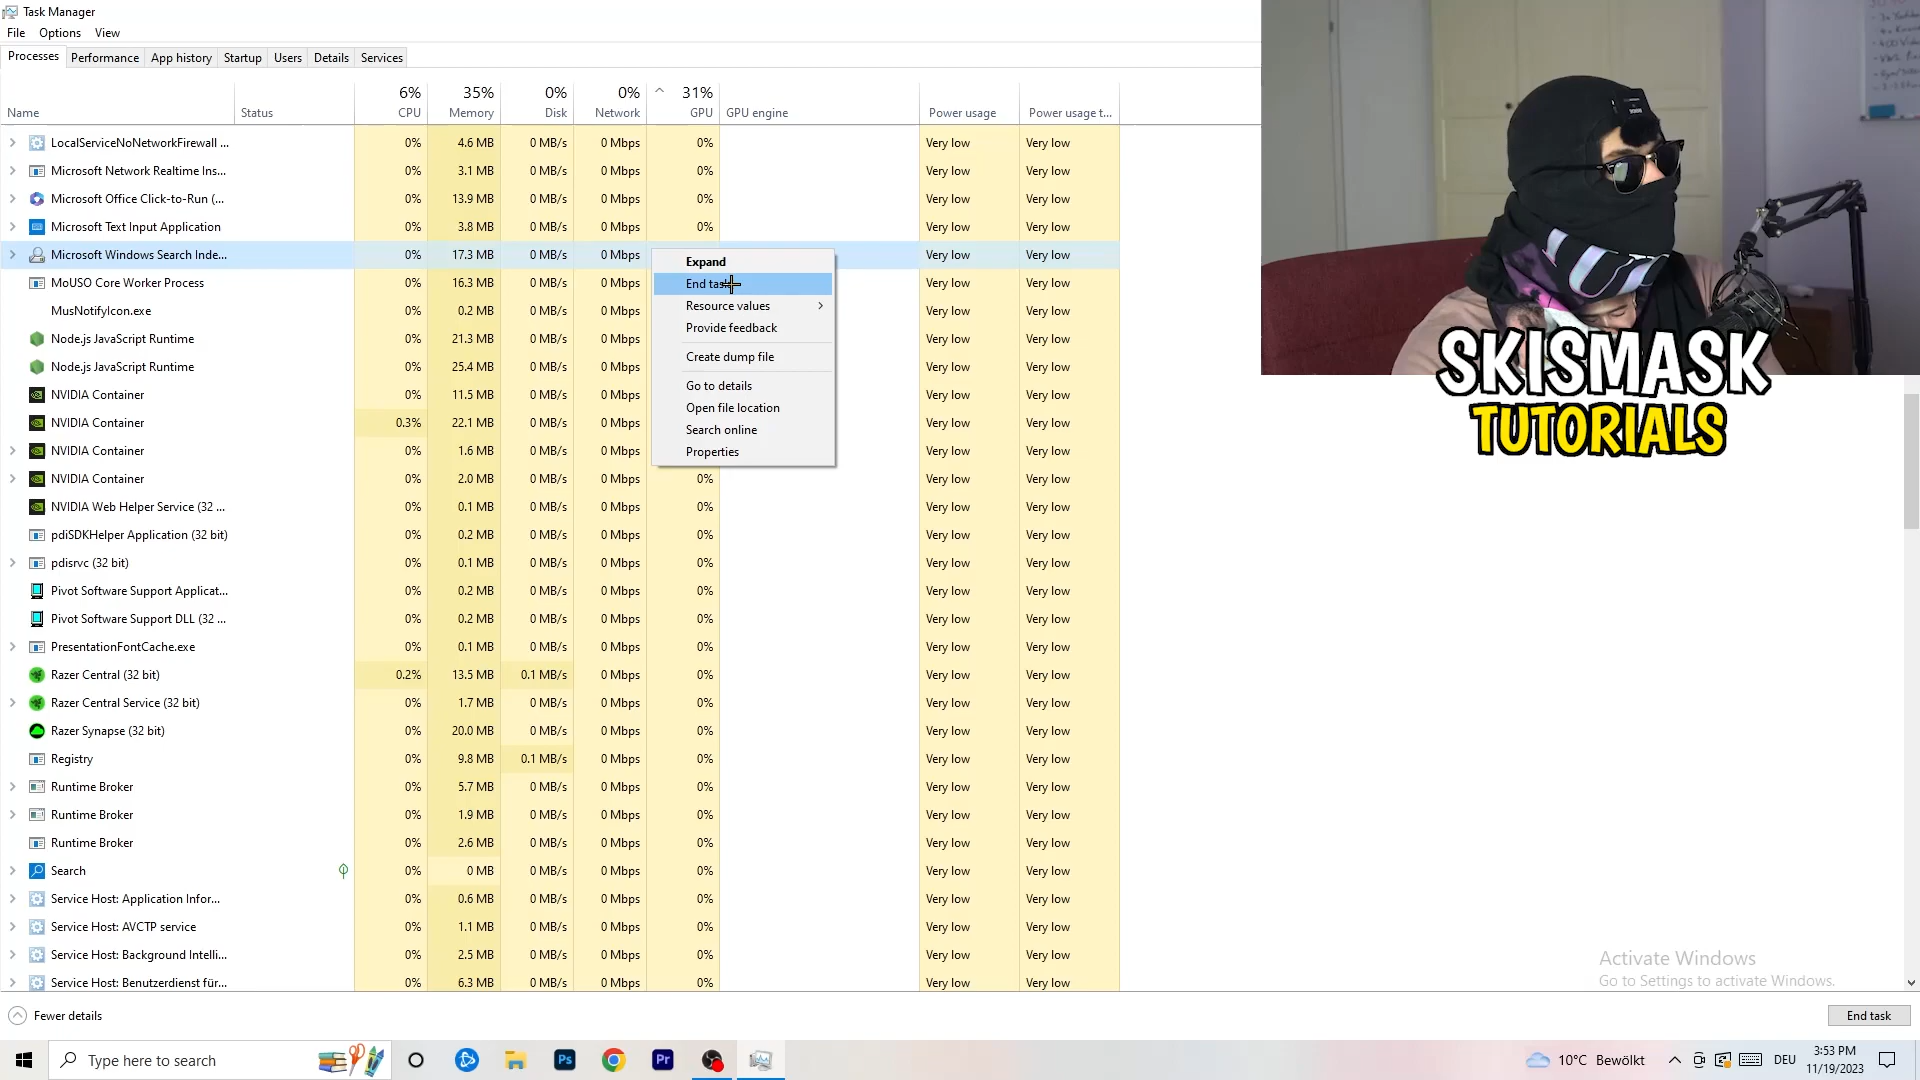 Task Manager
File Options View
Processes Performance App history Startup Users Details Services
6% 35% 0% 0% 31%
Name Status CPU Memory Disk Network GPU GPU engine Power usage Power usage t...
LocalServiceNoNetworkFirewall ... 0% 4.6 MB 0 MB/s 0 Mbps 0% Very low Very low
Microsoft Network Realtime Ins... 0% 3.1 MB 0 MB/s 0 Mbps 0% Very low Very low
Microsoft Office Click-to-Run (... 0% 13.9 MB 0 MB/s 0 Mbps 0% Very low Very low
Microsoft Text Input Application 0% 3.8 MB 0 MB/s 0 Mbps 0% Very low Very low
Microsoft Windows Search Inde... 0% 17.3 MB 0 MB/s 0 Mbps Very low Very low
MoUSO Core Worker Process 0% 16.3 MB 0 MB/s 0 Mbps Very low Very low
MusNotifyIcon.exe 0% 0.2 MB 0 MB/s 0 Mbps Very low Very low
Node.js JavaScript Runtime 0% 21.3 MB 0 MB/s 0 Mbps Very low Very low
Node.js JavaScript Runtime 0% 25.4 MB 0 MB/s 0 Mbps Very low Very low
NVIDIA Container 0% 11.5 MB 0 MB/s 0 Mbps Very low Very low
NVIDIA Container 0.3% 22.1 MB 0 MB/s 0 Mbps Very low Very low
NVIDIA Container 0% 1.6 MB 0 MB/s 0 Mbps Very low Very low
NVIDIA Container 0% 2.0 MB 0 MB/s 0 Mbps 0% Very low Very low
NVIDIA Web Helper Service (32 ... 0% 0.1 MB 0 MB/s 0 Mbps 0% Very low Very low
pdiSDKHelper Application (32 bit) 0% 0.2 MB 0 MB/s 0 Mbps 0% Very low Very low
pdisrvc (32 bit) 0% 0.1 MB 0 MB/s 0 Mbps 0% Very low Very low
Pivot Software Support Applicat... 0% 0.2 MB 0 MB/s 0 Mbps 0% Very low Very low
Pivot Software Support DLL (32 ... 0% 0.2 MB 0 MB/s 0 Mbps 0% Very low Very low
PresentationFontCache.exe 0% 0.1 MB 0 MB/s 0 Mbps 0% Very low Very low
Razer Central (32 bit) 0.2% 13.5 MB 0.1 MB/s 0 Mbps 0% Very low Very low
Razer Central Service (32 bit) 0% 1.7 MB 0 MB/s 0 Mbps 0% Very low Very low
Razer Synapse (32 bit) 0% 20.0 MB 0 MB/s 0 Mbps 0% Very low Very low
Registry 0% 9.8 MB 0.1 MB/s 0 Mbps 0% Very low Very low
Runtime Broker 0% 5.7 MB 0 MB/s 0 Mbps 0% Very low Very low
Runtime Broker 0% 1.9 MB 0 MB/s 0 Mbps 0% Very low Very low
Runtime Broker 0% 2.6 MB 0 MB/s 0 Mbps 0% Very low Very low
Search 0% 0 MB 0 MB/s 0 Mbps 0% Very low Very low
Service Host: Application Infor... 0% 0.6 MB 0 MB/s 0 Mbps 0% Very low Very low
Service Host: AVCTP service 0% 1.1 MB 0 MB/s 0 Mbps 0% Very low Very low
Service Host: Background Intelli... 0% 2.5 MB 0 MB/s 0 Mbps 0% Very low Very low
Service Host: Benutzerdienst für... 0% 6.3 MB 0 MB/s 0 Mbps 0% Very low Very low
Expand
End task
Resource values
Provide feedback
Create dump file
Go to details
Open file location
Search online
Properties
SKISMASK
TUTORIALS
Activate Windows
Go to Settings to activate Windows.
Fewer details End task
Type here to search Ps Pr 10°C Bewölkt DEU 3:53 PM
11/19/2023